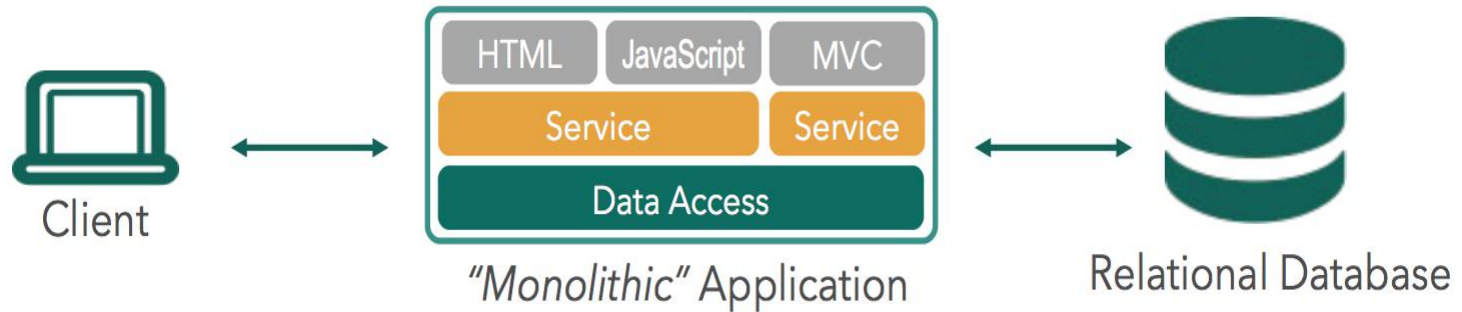 HTML JavaScript MVC
Service Service
Data Access
Client
"Monolithic" Application
Relational Database